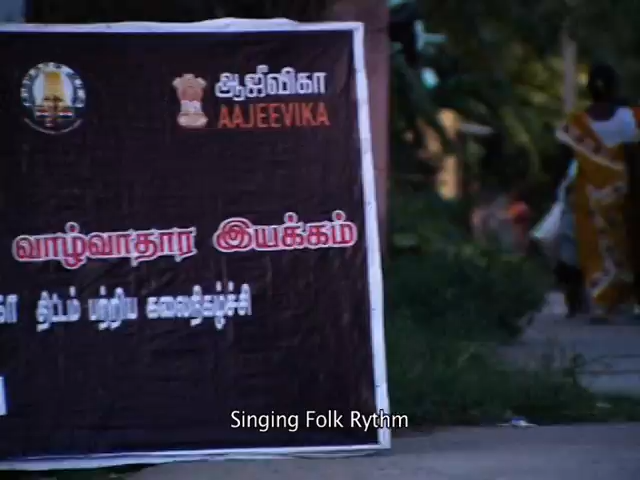 ஆஜீவிகா
AAJEEVIKA
வாழ்வாதார இயக்கம்
திட்டம் பற்றிய கலைநிகழ்ச்சி
Singing Folk Rythm